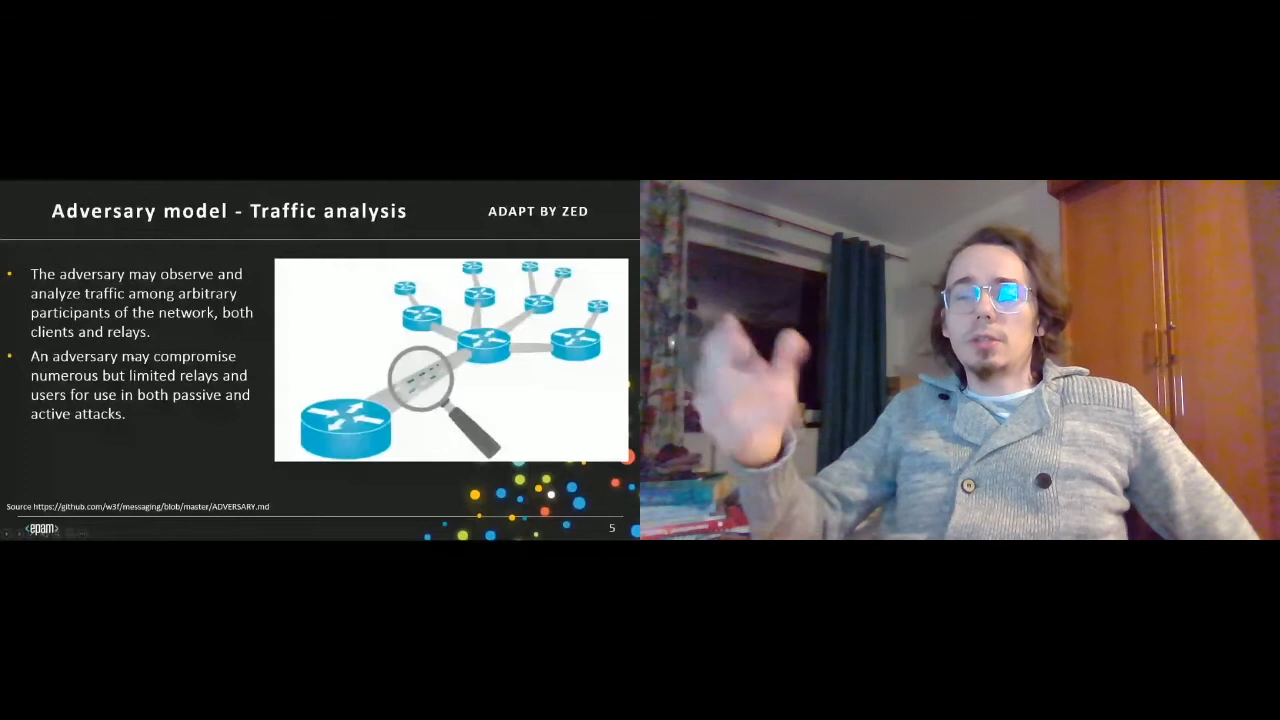 Adversary model - Traffic analysis
ADAPT BY ZED
The adversary may observe and
analyze traffic among arbitrary
participants of the network, both
clients and relays.
An adversary may compromise
numerous but limited relays and
users for use in both passive and
active attacks.
Source https://github.com/w3f/messaging/blob/master/ADVERSARY.md
<epam>
5